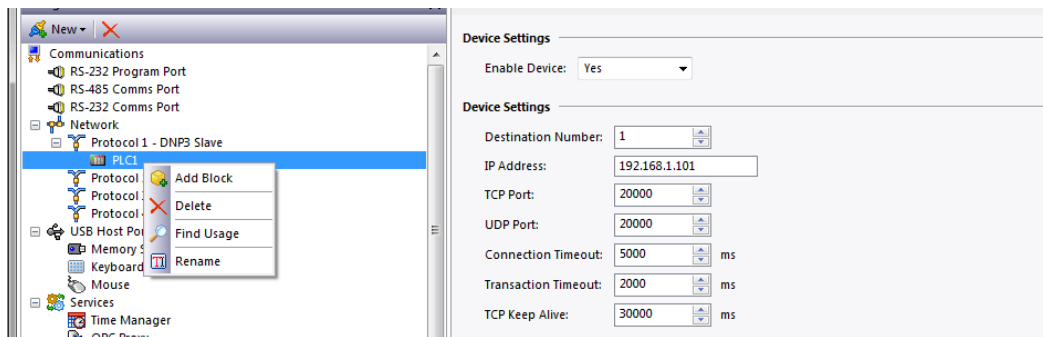 New
Communications
RS-232 Program Port
RS-485 Comms Port
RS-232 Comms Port
Network
Protocol 1 - DNP3 Slave
PLC1
Protocol
Protocol
Protocol
USB Host Po
Memory S
Keyboard
Mouse
Services
Time Manager
Add Block
Delete
Find Usage
Rename
Device Settings
Enable Device: Yes
Device Settings
Destination Number: 1
IP Address: 192.168.1.101
TCP Port: 20000
UDP Port: 20000
Connection Timeout: 5000 ms
Transaction Timeout: 2000 ms
TCP Keep Alive: 30000 ms